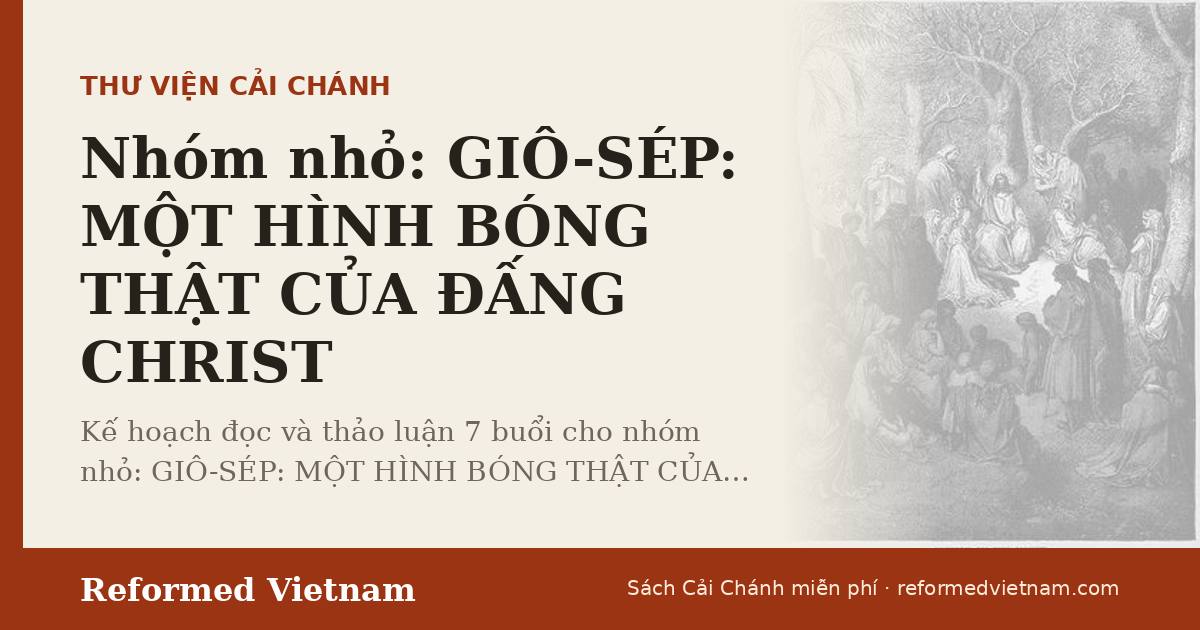 THƯ VIỆN CẢI CHÁNH
Nhóm nhỏ: GIÔ-SÉP:
MỘT HÌNH BÓNG
THẬT CỦA ĐẤNG
CHRIST
Kế hoạch đọc và thảo luận 7 buổi cho nhóm
nhỏ: GIÔ-SÉP: MỘT HÌNH BÓNG THẬT CỦA...
Reformed Vietnam
Sách Cải Chánh miễn phí · reformedvietnam.com